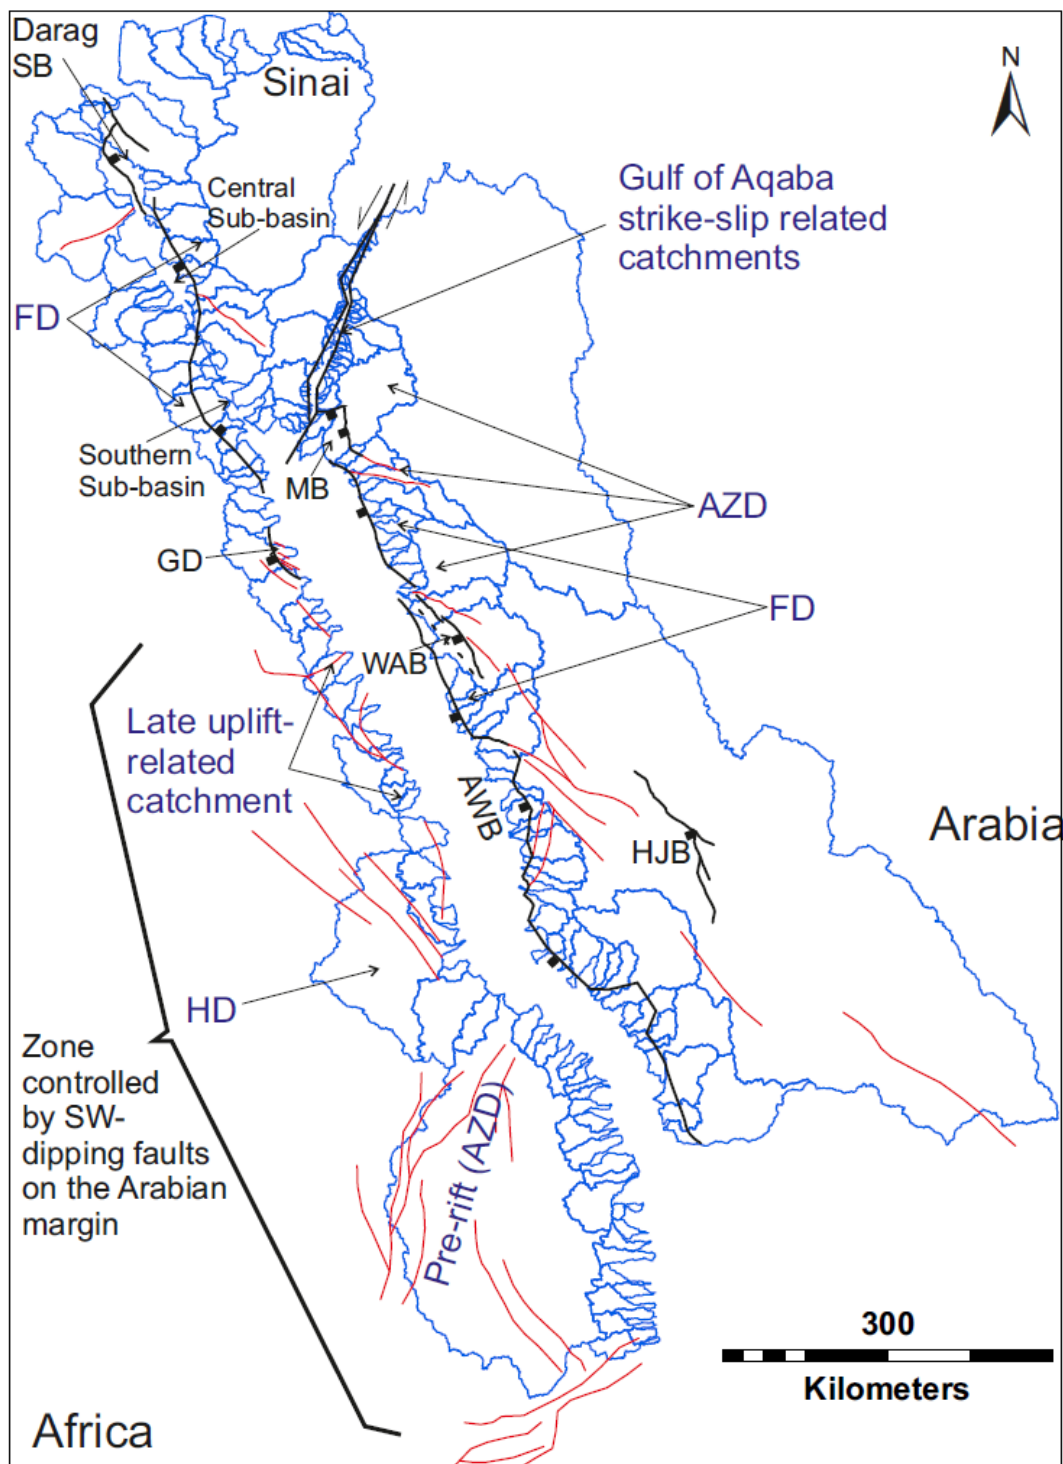 Darag
SB
Sinai
N
Central
Sub-basin
Gulf of Aqaba
strike-slip related
catchments
FD
Southern
Sub-basin
MB
AZD
GD
FD
WAB
Late uplift-
related
catchment
AWB
HJB
Arabia
HD
Zone
controlled
by SW-
dipping faults
on the Arabian
margin
Pre-rift (AZD)
300
Kilometers
Africa